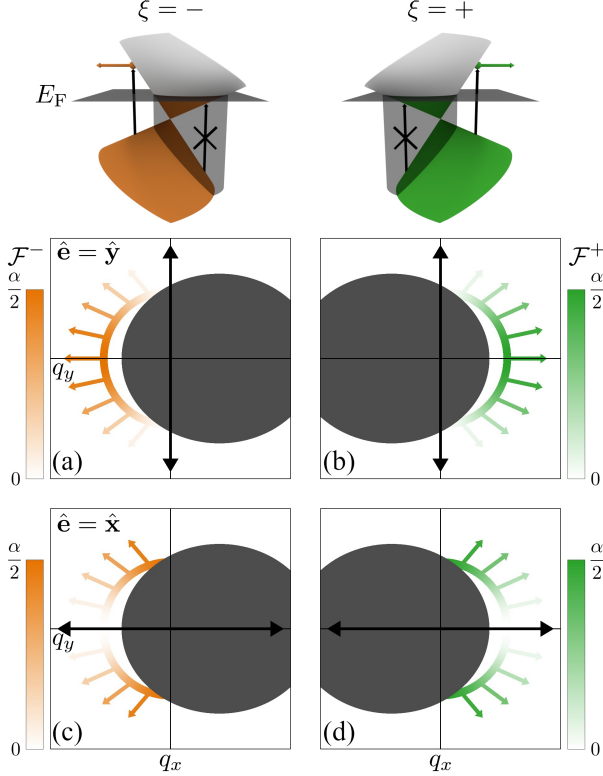 ξ = −
ξ = +
E_F
F⁻
ê = ŷ
F⁺
α/2
α/2
q_y
0
(a)
(b)
0
α/2
ê = x̂
α/2
q_y
0
(c)
(d)
0
q_x
q_x